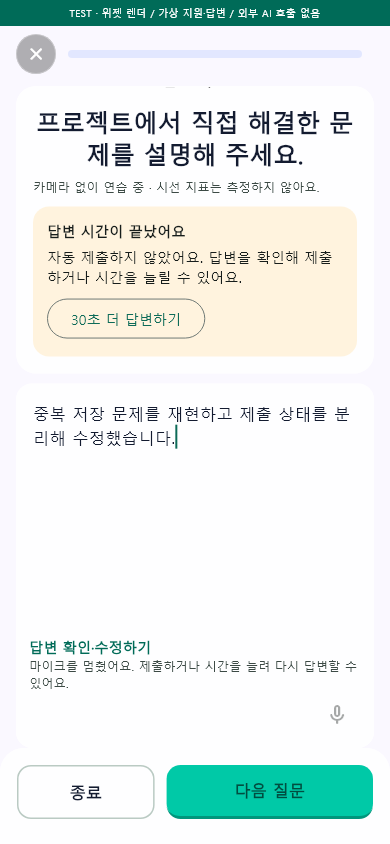 TEST · 위젯 렌더 / 가상 지원·답변 / 외부 AI 호출 없음
프로젝트에서 직접 해결한 문
제를 설명해 주세요.
카메라 없이 연습 중 · 시선 지표는 측정하지 않아요.
답변 시간이 끝났어요
자동 제출하지 않았어요. 답변을 확인해 제출
하거나 시간을 늘릴 수 있어요.
30초 더 답변하기
중복 저장 문제를 재현하고 제출 상태를 분
리해 수정했습니다.
답변 확인·수정하기
마이크를 멈췄어요. 제출하거나 시간을 늘려 다시 답변할 수
있어요.
종료
다음 질문